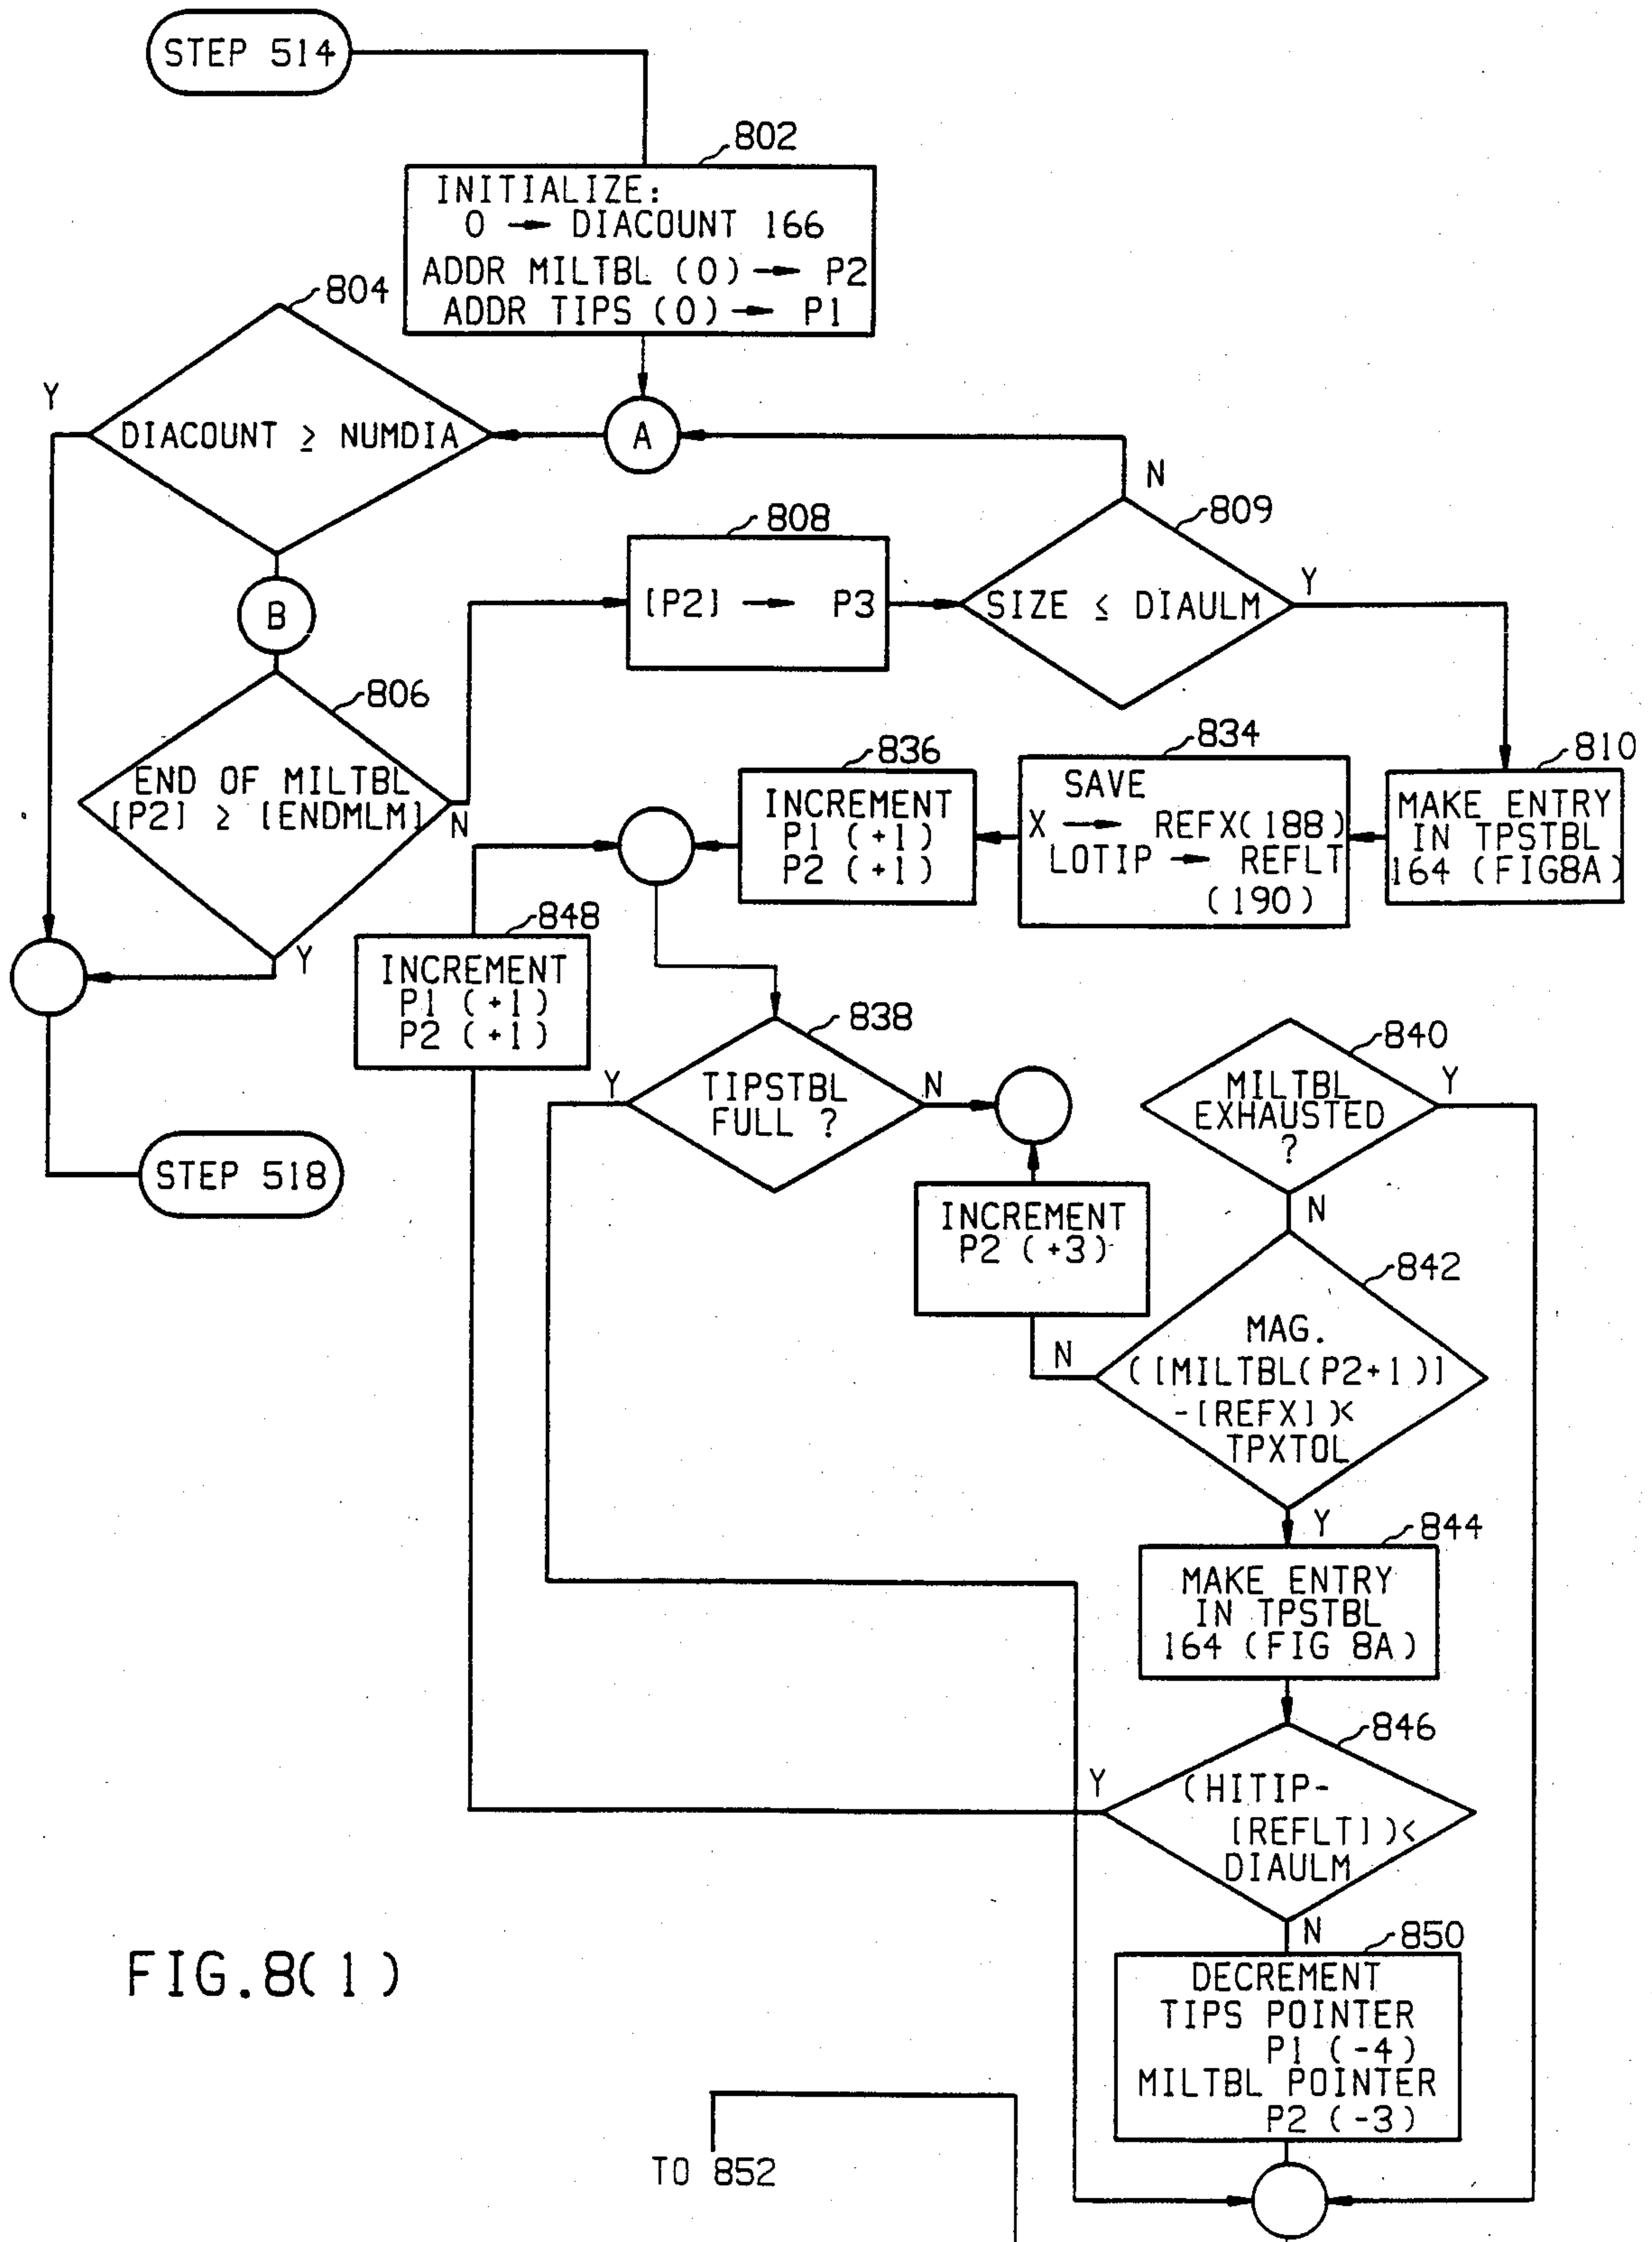 STEP 514
802
INITIALIZE:
0 → DIACOUNT 166
ADDR MILTBL (0) → P2
ADDR TIPS (0) → P1
804
Y
DIACOUNT ≥ NUMDIA
A
N
809
808
[P2] → P3
SIZE ≤ DIAULM
Y
B
806
END OF MILTBL
[P2] ≥ [ENDMLM]
N
Y
836
INCREMENT
P1 (+1)
P2 (+1)
834
SAVE
X → REFX(188)
LOTIP → REFLT
(190)
810
MAKE ENTRY
IN TPSTBL
164 (FIG8A)
848
INCREMENT
P1 (+1)
P2 (+1)
838
Y
TIPSTBL
FULL ?
N
840
MILTBL
EXHAUSTED
?
Y
N
STEP 518
INCREMENT
P2 (+3)
842
MAG.
([MILTBL(P2+1)]
-[REFX])<
TPXTOL
N
Y
844
MAKE ENTRY
IN TPSTBL
164 (FIG 8A)
846
Y
(HITIP-
[REFLT])<
DIAULM
N
850
DECREMENT
TIPS POINTER
P1 (-4)
MILTBL POINTER
P2 (-3)
FIG.8(1)
TO 852